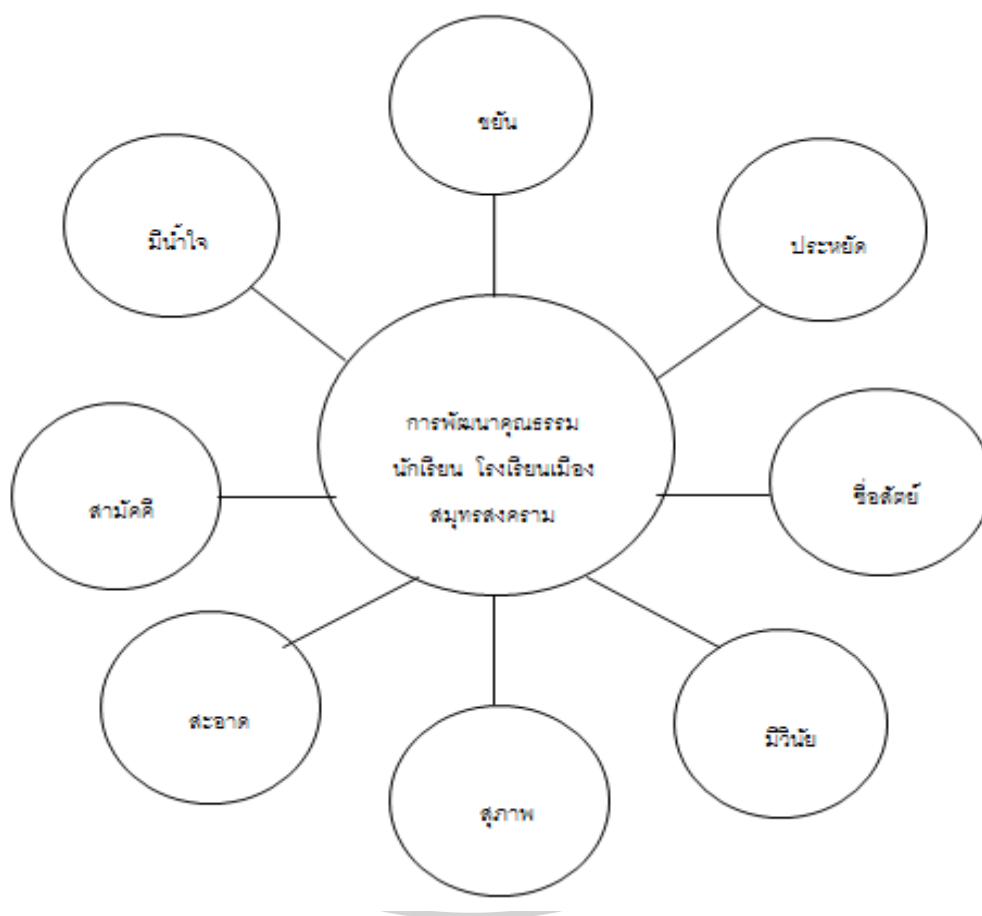 ขยัน
มีน้ำใจ
ประหยัด
การพัฒนาคุณธรรม
นักเรียน โรงเรียนเมือง
สมุทรสงคราม
สามัคคี
ซื่อสัตย์
สะอาด
มีวินัย
สุภาพ